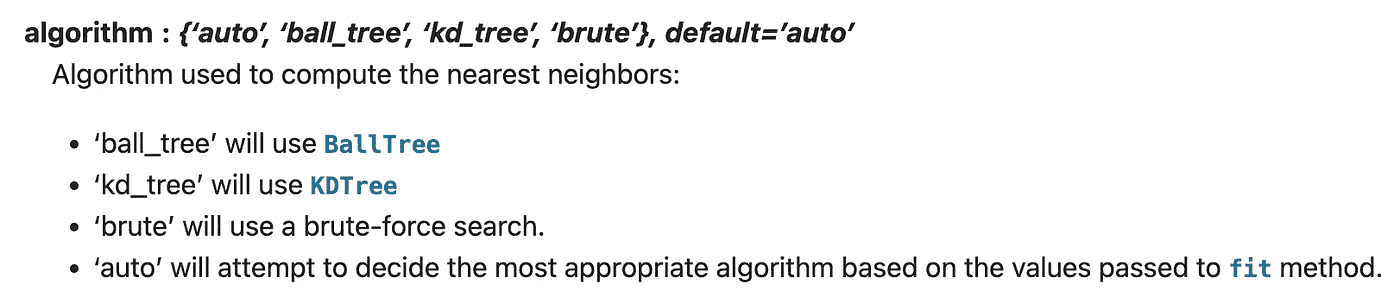 algorithm : {‘auto’, ‘ball_tree’, ‘kd_tree’, ‘brute’}, default=’auto’
Algorithm used to compute the nearest neighbors:
• ‘ball_tree’ will use BallTree
• ‘kd_tree’ will use KDTree
• ‘brute’ will use a brute-force search.
• ‘auto’ will attempt to decide the most appropriate algorithm based on the values passed to fit method.